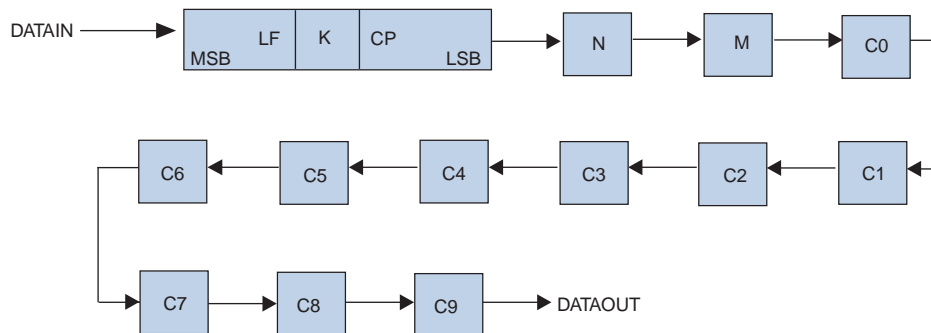 DATAIN
LF K CP
MSB LSB
N
M
C0
C6 C5 C4 C3 C2 C1
C7 C8 C9 DATAOUT